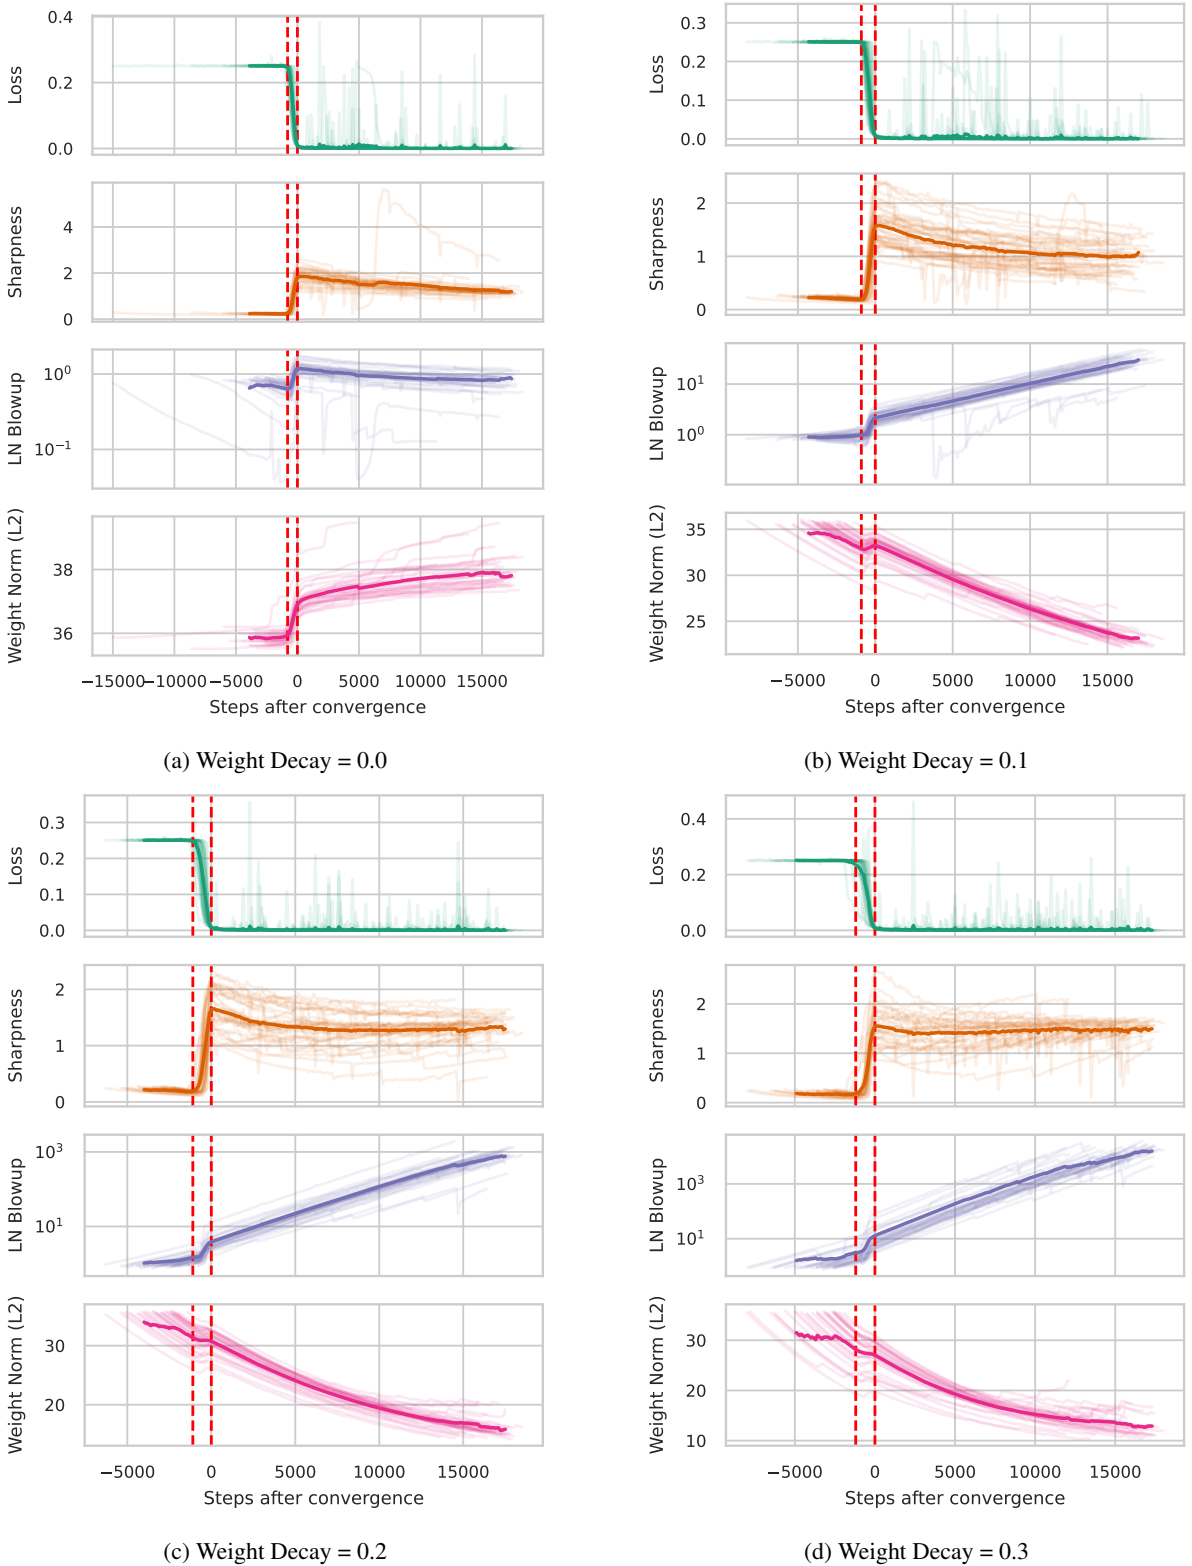 0.4
0.2
0.0
Loss
4
2
0
Sharpness
10^0
10^-1
LN Blowup
38
36
Weight Norm (L2)
−15000 −10000 −5000 0 5000 10000 15000
Steps after convergence
(a) Weight Decay = 0.0
0.3
0.2
0.1
0.0
Loss
2
1
0
Sharpness
10^1
10^0
LN Blowup
35
30
25
Weight Norm (L2)
−5000 0 5000 10000 15000
Steps after convergence
(b) Weight Decay = 0.1
0.3
0.2
0.1
0.0
Loss
2
1
0
Sharpness
10^3
10^1
LN Blowup
30
20
Weight Norm (L2)
−5000 0 5000 10000 15000
Steps after convergence
(c) Weight Decay = 0.2
0.4
0.2
0.0
Loss
2
1
0
Sharpness
10^3
10^1
LN Blowup
30
20
10
Weight Norm (L2)
−5000 0 5000 10000 15000
Steps after convergence
(d) Weight Decay = 0.3